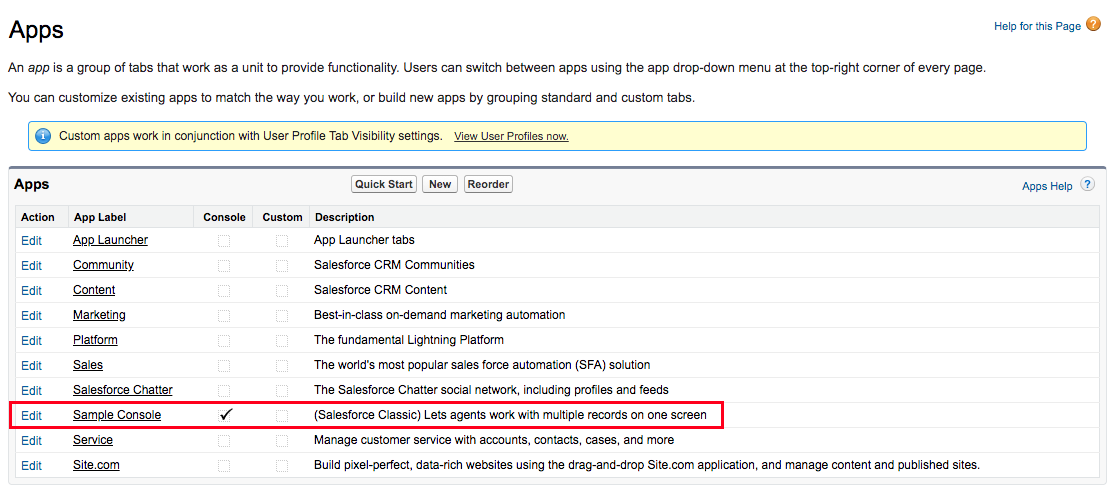 Apps
Help for this Page ?
An app is a group of tabs that work as a unit to provide functionality. Users can switch between apps using the app drop-down menu at the top-right corner of every page.
You can customize existing apps to match the way you work, or build new apps by grouping standard and custom tabs.
i Custom apps work in conjunction with User Profile Tab Visibility settings. View User Profiles now.
Apps Quick Start New Reorder Apps Help ?
Action App Label Console Custom Description
Edit App Launcher App Launcher tabs
Edit Community Salesforce CRM Communities
Edit Content Salesforce CRM Content
Edit Marketing Best-in-class on-demand marketing automation
Edit Platform The fundamental Lightning Platform
Edit Sales The world's most popular sales force automation (SFA) solution
Edit Salesforce Chatter The Salesforce Chatter social network, including profiles and feeds
Edit Sample Console ✓ (Salesforce Classic) Lets agents work with multiple records on one screen
Edit Service Manage customer service with accounts, contacts, cases, and more
Edit Site.com Build pixel-perfect, data-rich websites using the drag-and-drop Site.com application, and manage content and published sites.